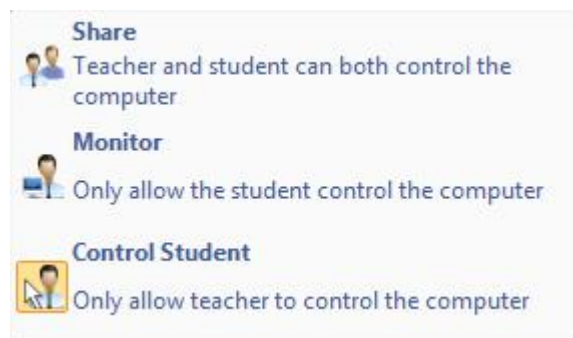 Share
Teacher and student can both control the
computer
Monitor
Only allow the student control the computer
Control Student
Only allow teacher to control the computer